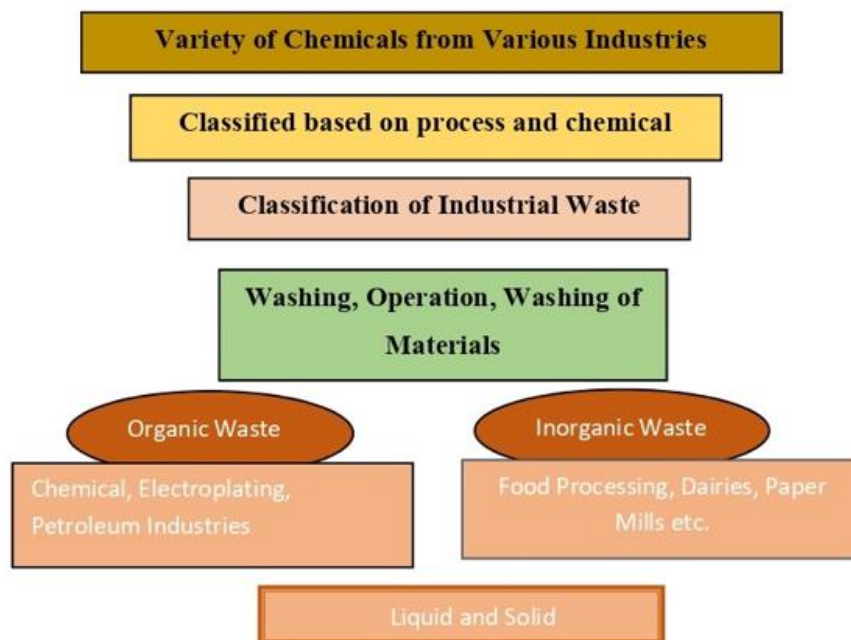 Variety of Chemicals from Various Industries
Classified based on process and chemical
Classification of Industrial Waste
Washing, Operation, Washing of
Materials
Organic Waste
Inorganic Waste
Chemical, Electroplating,
Petroleum Industries
Food Processing, Dairies, Paper
Mills etc.
Liquid and Solid